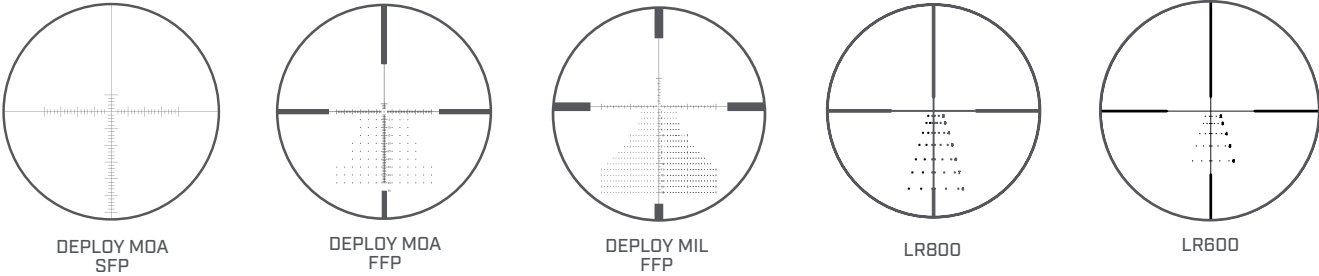 DEPLOY MOA
SFP
DEPLOY MOA
FFP
DEPLOY MIL
FFP
LR800
LR600